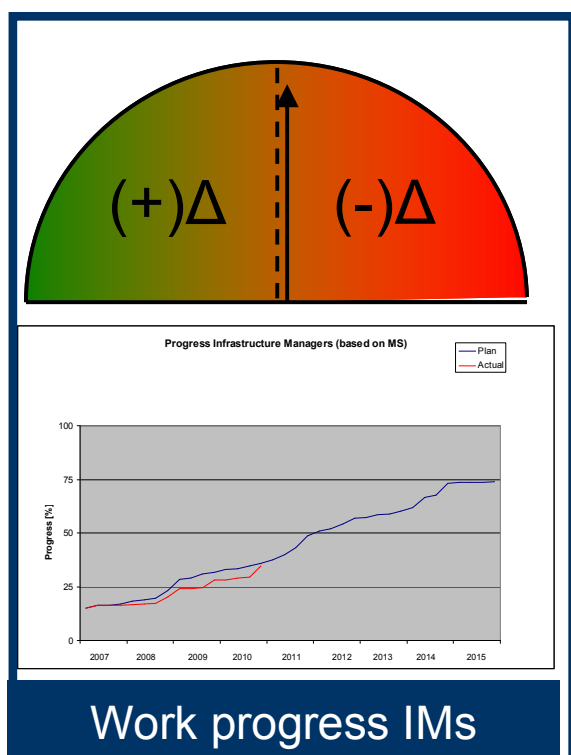 (+)Δ (-)Δ
Progress Infrastructure Managers (based on MS)
Plan
Actual
100
75
50
25
0
Progress [%]
2007 2008 2009 2010 2011 2012 2013 2014 2015
Work progress IMs